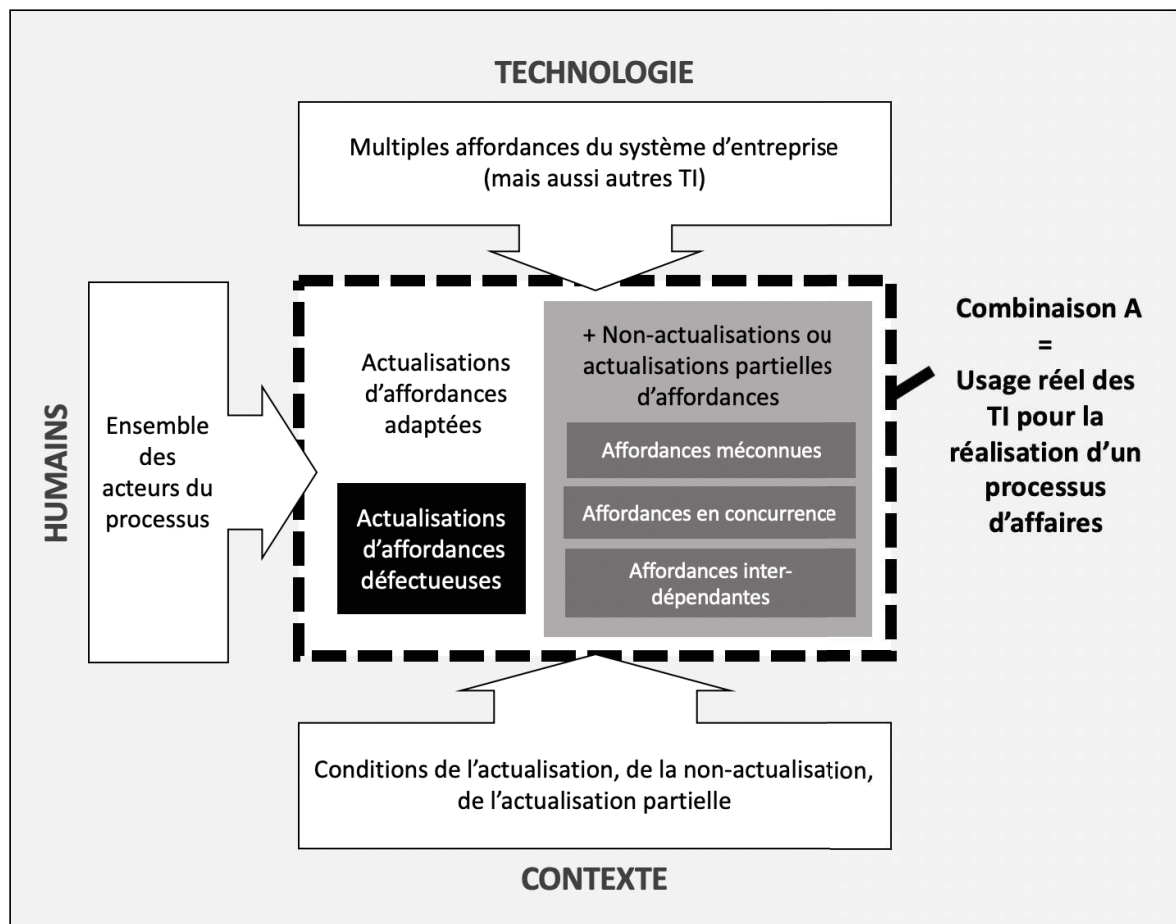 TECHNOLOGIE
Multiples affordances du système d'entreprise
(mais aussi autres TI)
HUMAINS
Ensemble
des
acteurs du
processus
Actualisations
d'affordances
adaptées
Actualisations
d'affordances
défectueuses
+ Non-actualisations ou
actualisations partielles
d'affordances
Affordances méconnues
Affordances en concurrence
Affordances inter-
dépendantes
Combinaison A
=
Usage réel des
TI pour la
réalisation d'un
processus
d'affaires
Conditions de l'actualisation, de la non-actualisation,
de l'actualisation partielle
CONTEXTE